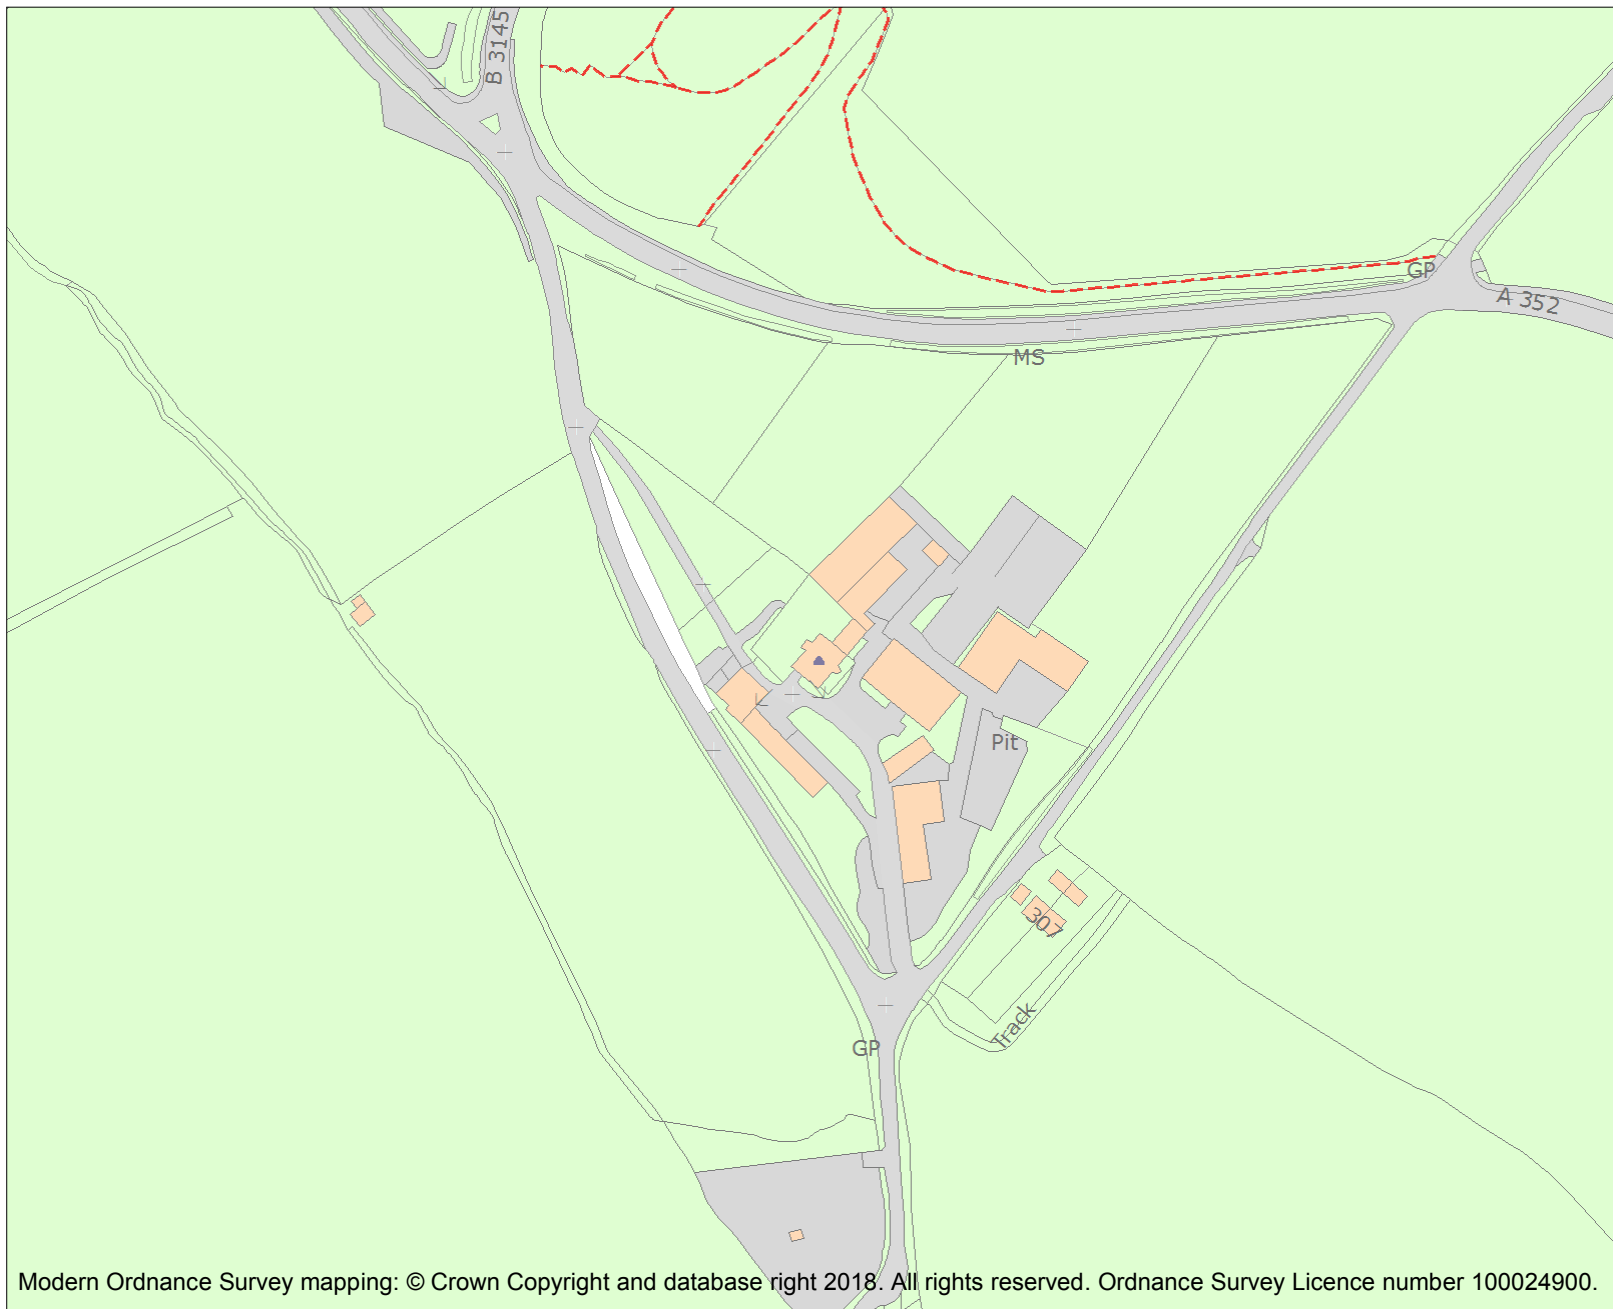 B 3145
GP
A 352
MS
Pit
307
Track
GP
Modern Ordnance Survey mapping: © Crown Copyright and database right 2018. All rights reserved. Ordnance Survey Licence number 100024900.